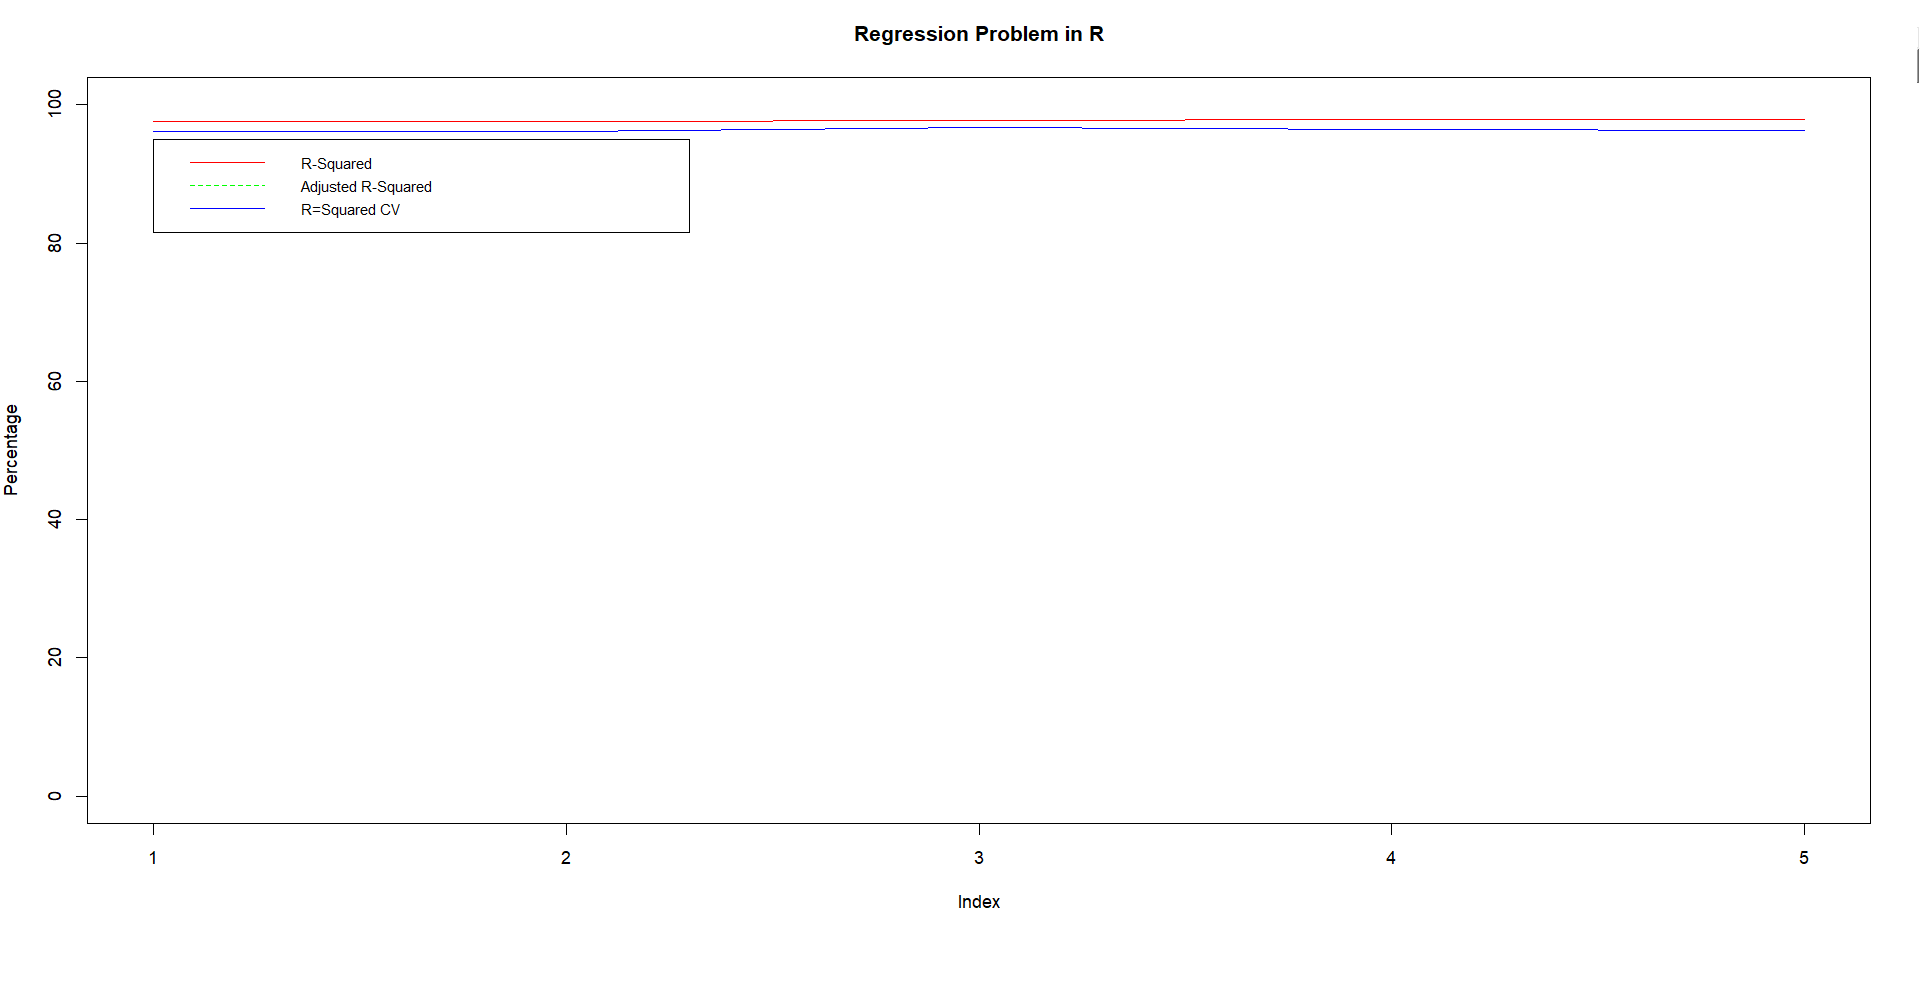 Regression Problem in R
Percentage
100
80
60
40
20
0
R-Squared
Adjusted R-Squared
R=Squared CV
1 2 3 4 5
Index